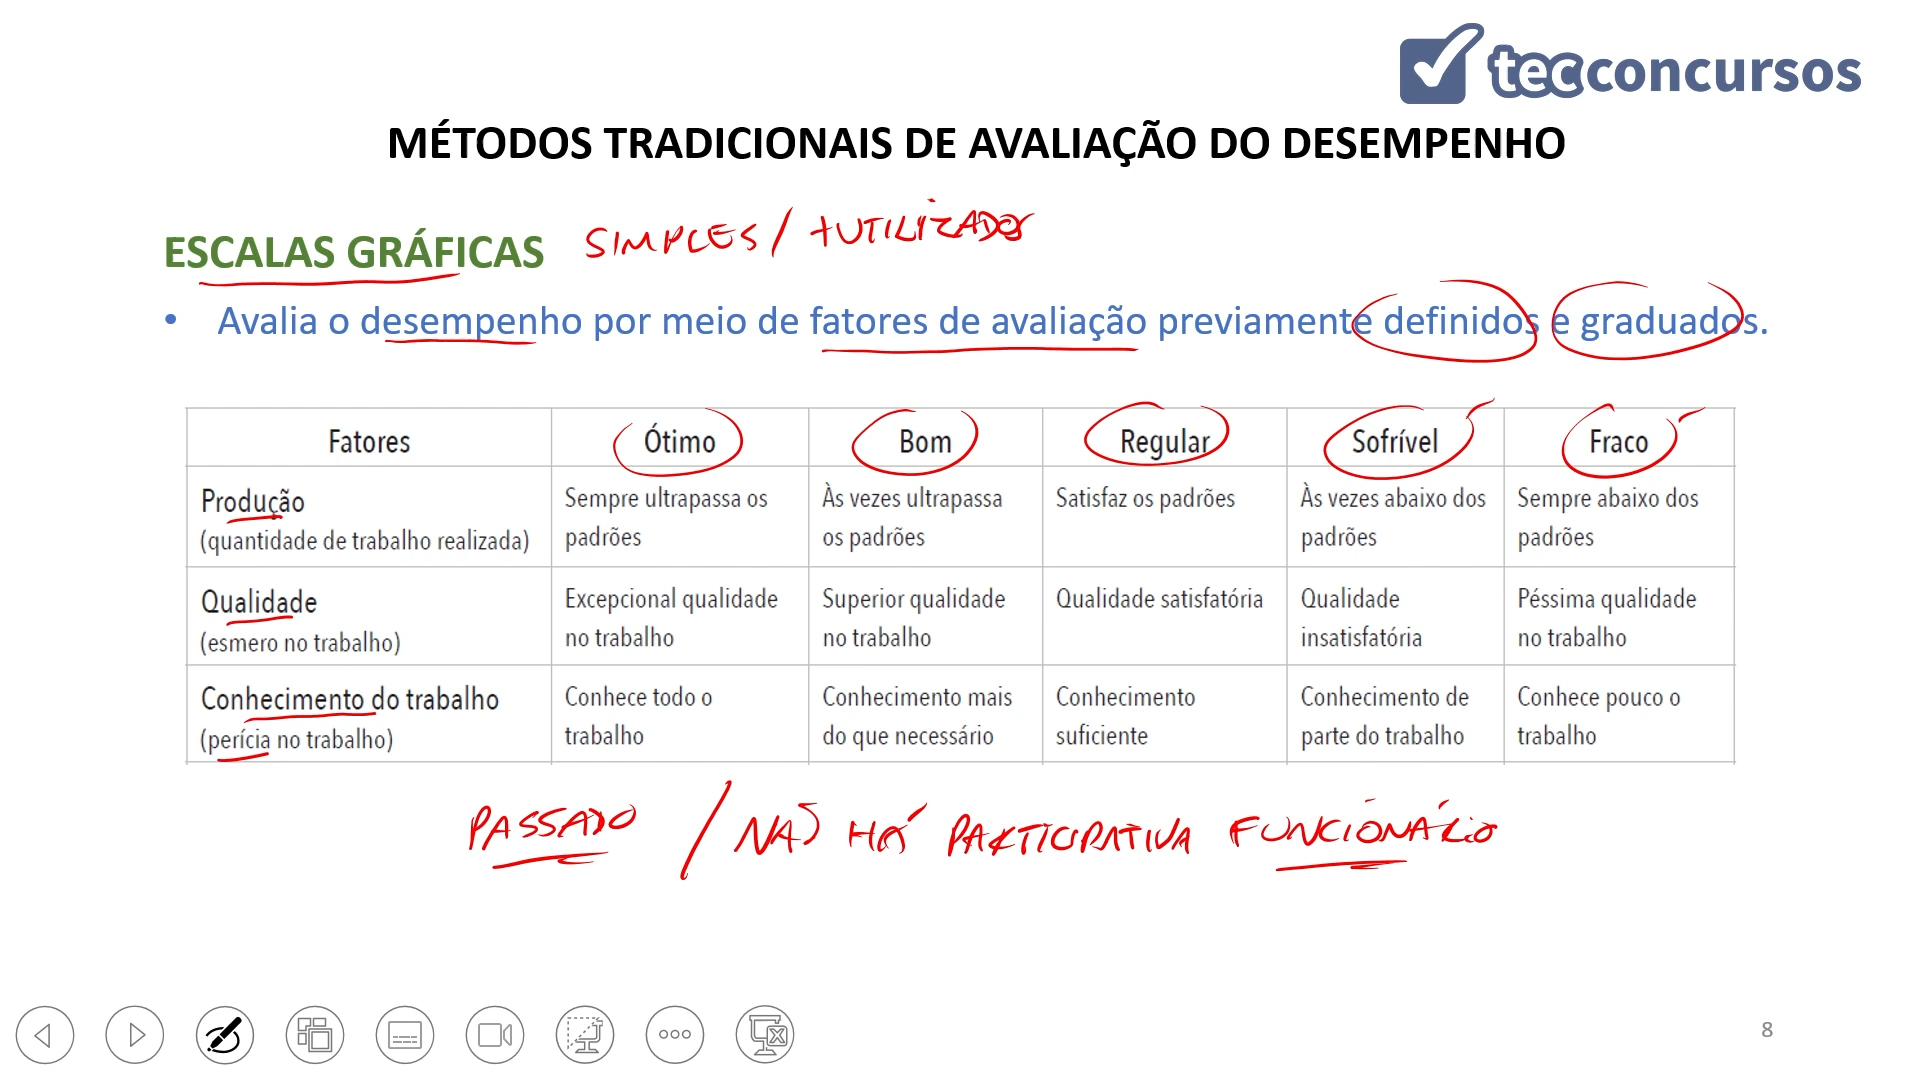 tecconcursos
MÉTODOS TRADICIONAIS DE AVALIAÇÃO DO DESEMPENHO
ESCALAS GRÁFICAS SIMPLES / +UTILIZADOS
• Avalia o desempenho por meio de fatores de avaliação previamente definidos e graduados.
Fatores Ótimo Bom Regular Sofrível Fraco
Produção Sempre ultrapassa os Às vezes ultrapassa Satisfaz os padrões Às vezes abaixo dos Sempre abaixo dos
(quantidade de trabalho realizada) padrões os padrões padrões padrões
Qualidade Excepcional qualidade Superior qualidade Qualidade satisfatória Qualidade Péssima qualidade
(esmero no trabalho) no trabalho no trabalho insatisfatória no trabalho
Conhecimento do trabalho Conhece todo o Conhecimento mais Conhecimento Conhecimento de Conhece pouco o
(perícia no trabalho) trabalho do que necessário suficiente parte do trabalho trabalho
PASSADO / NÃO HÁ PARTICIPATIVA FUNCIONÁRIO
8